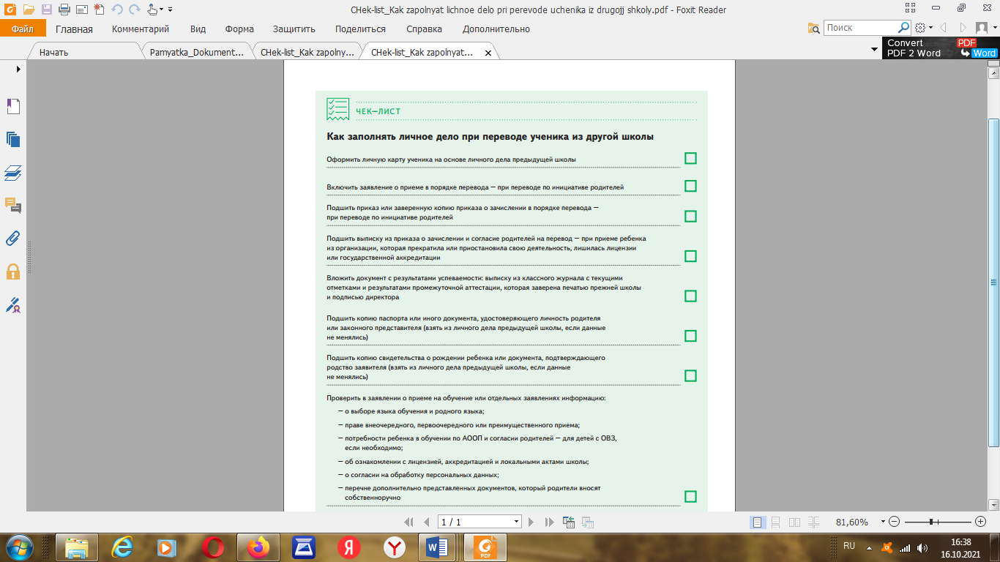 CHek-list_Kak zapolnyat lichnoe delo pri perevode uchenika iz drugojj shkoly.pdf - Foxit Reader
Файл
Главная
Комментарий
Вид
Форма
Защитить
Поделиться
Справка
Дополнительно
Поиск
Начать
Pamyatka_Dokument...
CHek-list_Kak zapolny...
CHek-list_Kak zapolnyat...
Convert PDF
PDF 2 Word Word
ЧЕК–ЛИСТ
Как заполнять личное дело при переводе ученика из другой школы
Оформить личную карту ученика на основе личного дела предыдущей школы
Включить заявление о приеме в порядке перевода — при переводе по инициативе родителей
Подшить приказ или заверенную копию приказа о зачислении в порядке перевода —
при переводе по инициативе родителей
Подшить выписку из приказа о зачислении и согласие родителей на перевод — при приеме ребенка
из организации, которая прекратила или приостановила свою деятельность, лишилась лицензии
или государственной аккредитации
Вложить документ с результатами успеваемости: выписку из классного журнала с текущими
отметками и результатами промежуточной аттестации, которая заверена печатью прежней школы
и подписью директора
Подшить копию паспорта или иного документа, удостоверяющего личность родителя
или законного представителя (взять из личного дела предыдущей школы, если данные
не менялись)
Подшить копию свидетельства о рождении ребенка или документа, подтверждающего
родство заявителя (взять из личного дела предыдущей школы, если данные
не менялись)
Проверить в заявлении о приеме на обучение или отдельных заявлениях информацию:
— о выборе языка обучения и родного языка;
— праве внеочередного, первоочередного или преимущественного приема;
— потребности ребенка в обучении по АООП и согласии родителей — для детей с ОВЗ,
если необходимо;
— об ознакомлении с лицензией, аккредитацией и локальными актами школы;
— о согласии на обработку персональных данных;
— перечне дополнительно представленных документов, который родители вносят
собственноручно
1 / 1
81,60%
RU
16:38
16.10.2021